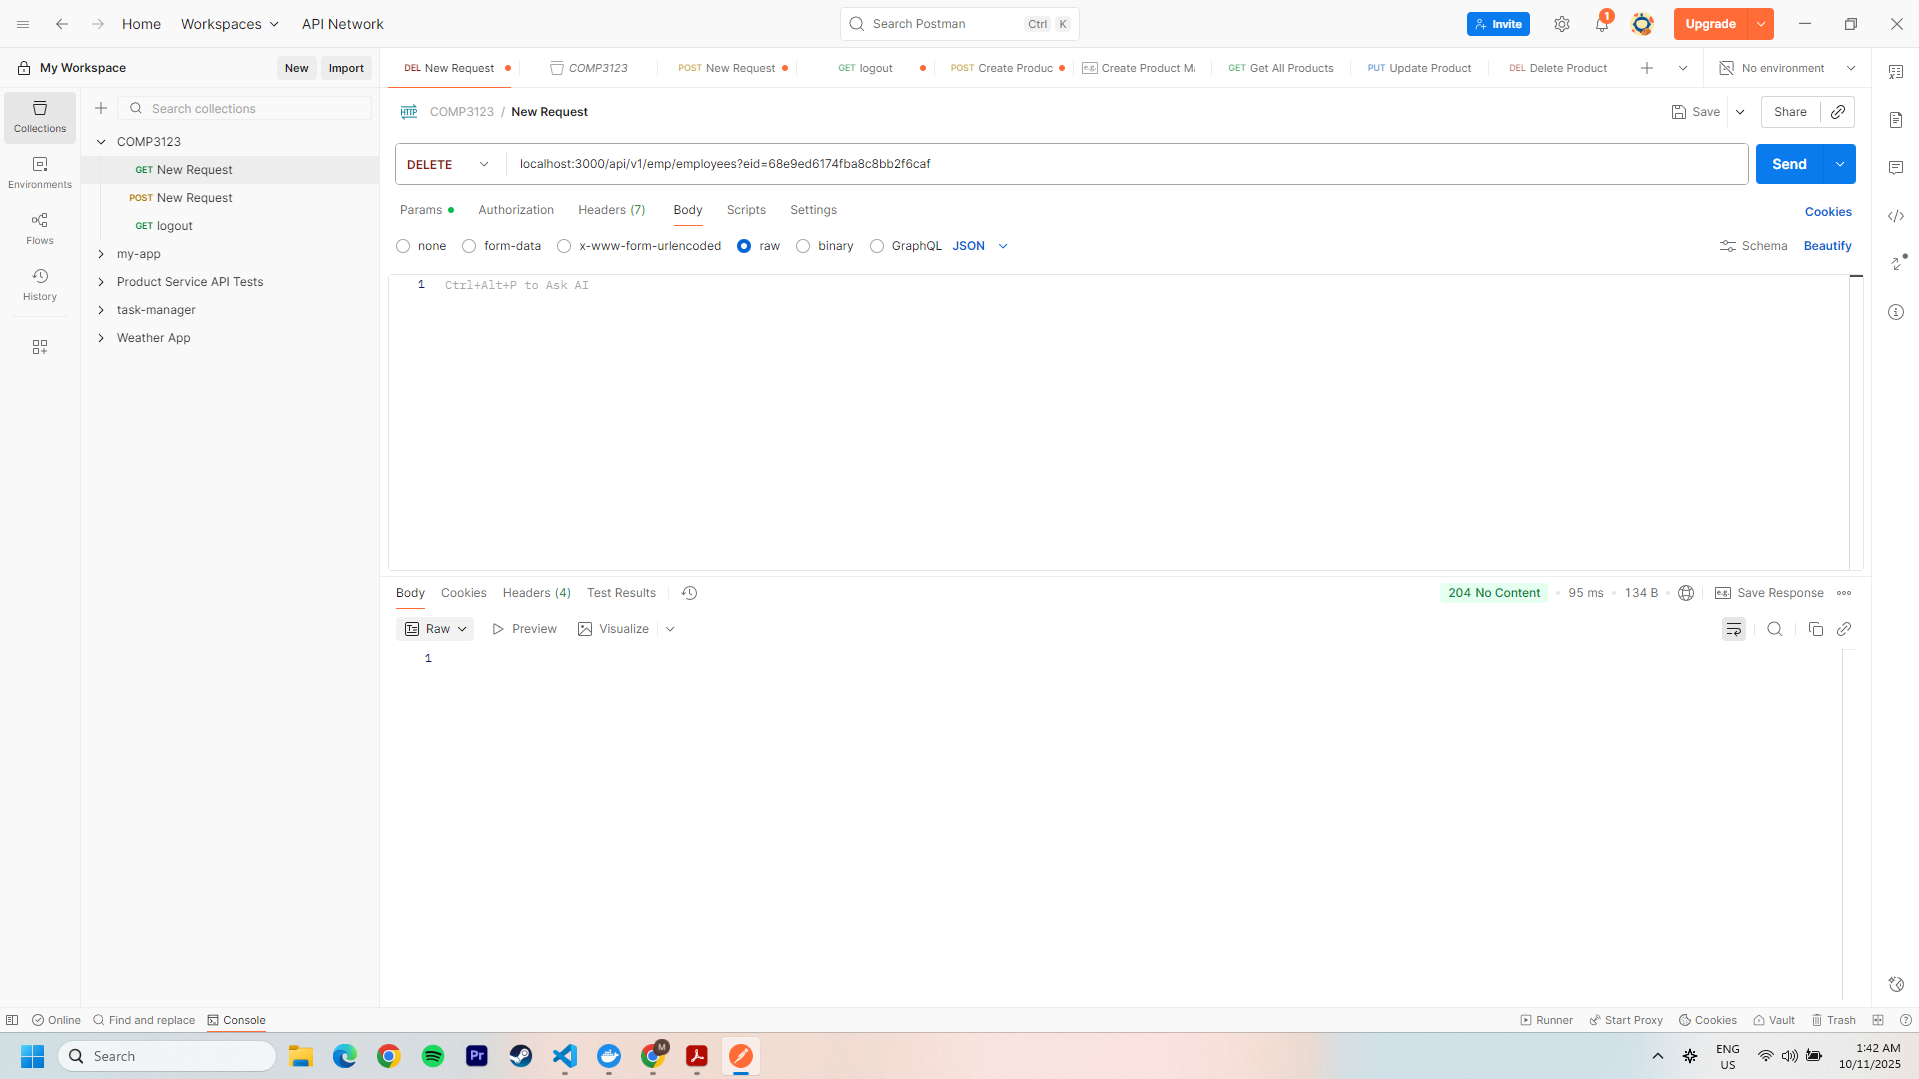 Home Workspaces API Network Search Postman Ctrl K Invite 1 Upgrade
My Workspace New Import DEL New Request COMP3123 POST New Request GET logout POST Create Produc e.g. Create Product Ma GET Get All Products PUT Update Product DEL Delete Product No environment
Collections
Environments
Flows
History
Search collections
COMP3123
GET New Request
POST New Request
GET logout
my-app
Product Service API Tests
task-manager
Weather App
HTTP COMP3123 / New Request Save Share
DELETE localhost:3000/api/v1/emp/employees?eid=68e9ed6174fba8c8bb2f6caf Send
Params Authorization Headers (7) Body Scripts Settings Cookies
none form-data x-www-form-urlencoded raw binary GraphQL JSON Schema Beautify
1 Ctrl+Alt+P to Ask AI
Body Cookies Headers (4) Test Results 204 No Content 95 ms 134 B e.g. Save Response
Raw Preview Visualize
1
Online Find and replace Console Runner Start Proxy Cookies Vault Trash
Search Pr M ENG
US 1:42 AM
10/11/2025